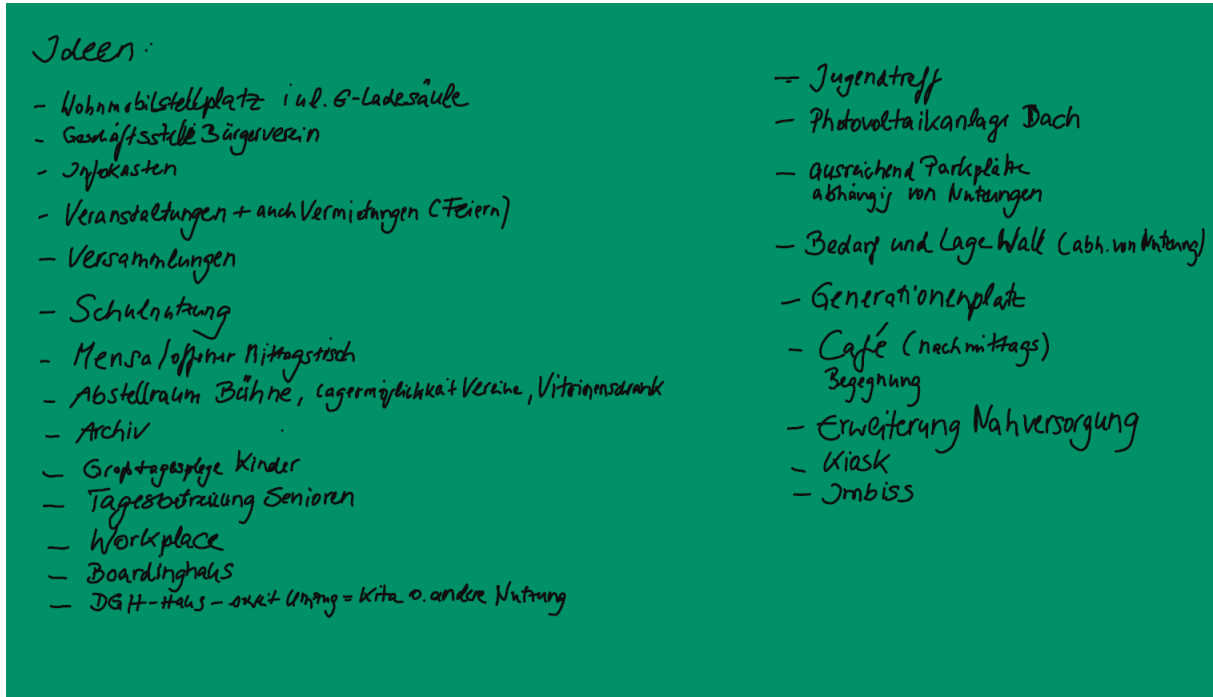 Ideen:
- Wohnmobilstellplatz inkl. E-Ladesäule
- Geschäftsstelle Bürgerverein
- Infokasten
- Veranstaltungen + auch Vermietungen (Feiern)
- Versammlungen
- Schulnutzung
- Mensa/offener Mittagstisch
- Abstellraum Bühne, Lagermöglichkeit Vereine, Vitrinenschrank
- Archiv
- Großtagespflege Kinder
- Tagesbetreuung Senioren
- Workplace
- Boardinghaus
- DGH-Haus - Umzug = Kita o. andere Nutzung
- Jugendtreff
- Photovoltaikanlage Dach
- ausreichend Parkplätze
abhängig von Nutzungen
- Bedarf und Lage Wall (abh. von Nutzung)
- Generationenplatz
- Café (nachmittags)
Begegnung
- Erweiterung Nahversorgung
- Kiosk
- Imbiss